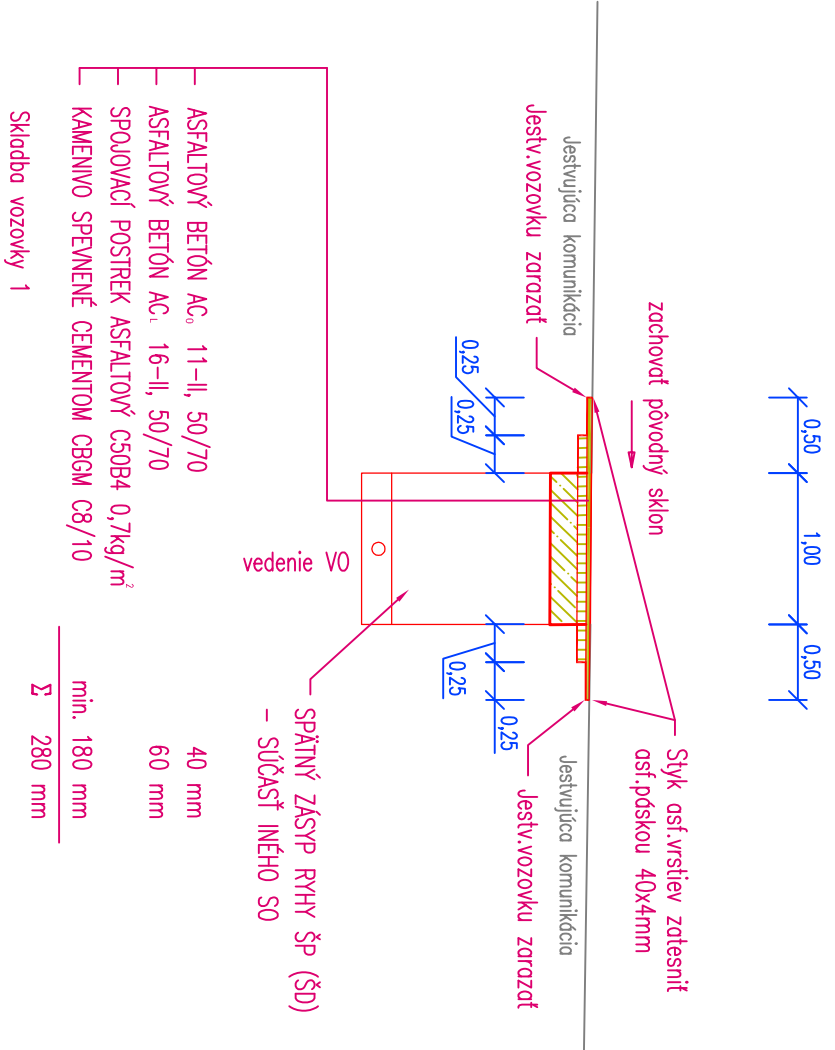 0,50
1,00
0,50
zachovať pôvodný sklon
Styk asf.vrstiev zatesniť
asf.páskou 40x4mm
Jestvujúca komunikácia
Jestv.vozovku zarazať
Jestvujúca komunikácia
Jestv.vozovku zarazať
0,25
0,25
0,25
0,25
vedenie VO
SPÄTNÝ ZÁSYP RYHY ŠP (ŠD)
- SÚČASŤ INÉHO SO
ASFALTOVÝ BETÓN ACO 11-II, 50/70 40 mm
ASFALTOVÝ BETÓN ACL 16-II, 50/70 60 mm
SPOJOVACÍ POSTREK ASFALTOVÝ C50B4 0,7kg/m²
KAMENIVO SPEVNENÉ CEMENTOM CBGM C8/10 min. 180 mm
Σ 280 mm
Skladba vozovky 1